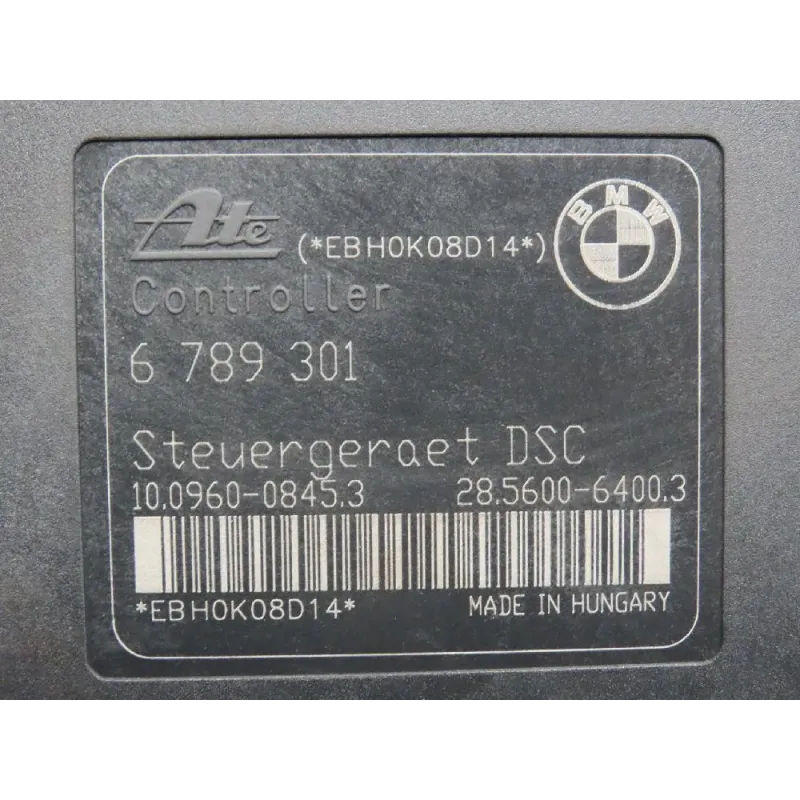 Ate (*EBH0K08D14*) BMW
Controller
6 789 301
Steuergeraet DSC
10.0960-0845.3 28.5600-6400.3
*EBH0K08D14* MADE IN HUNGARY